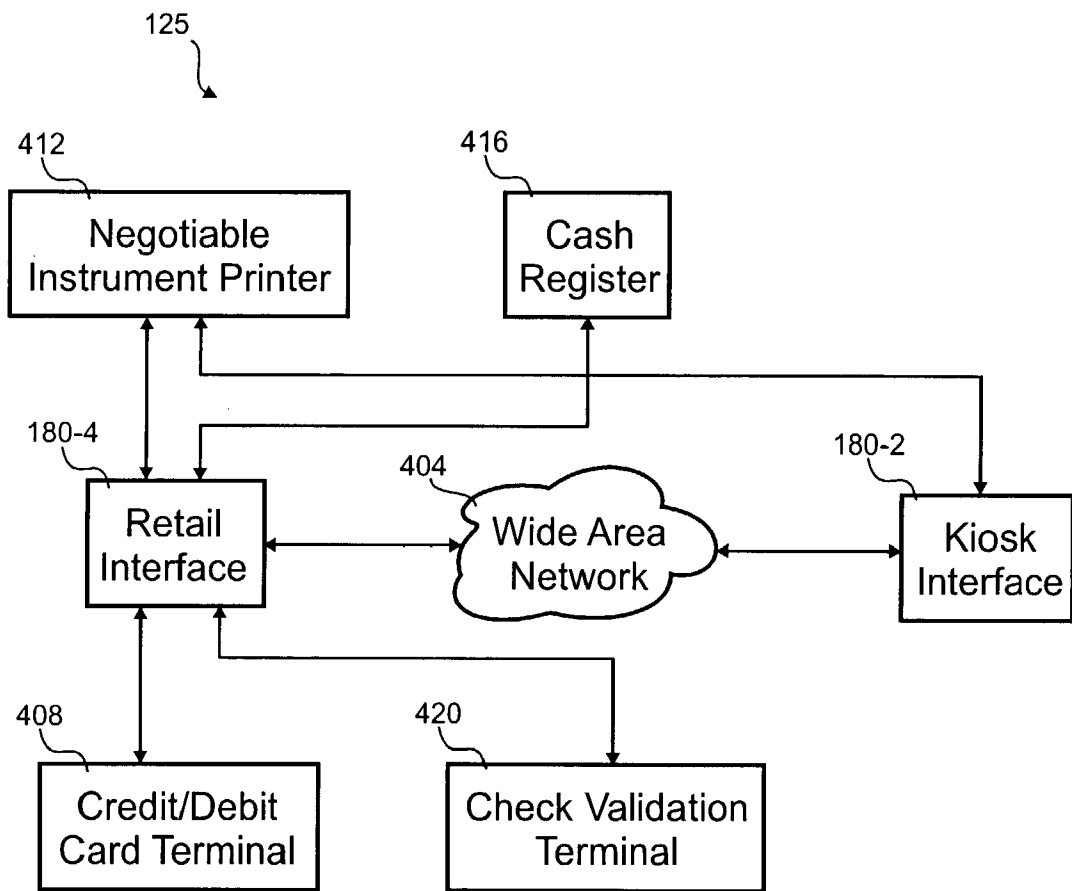 125
412
416
Negotiable
Instrument Printer
Cash
Register
180-4
404
180-2
Retail
Interface
Wide Area
Network
Kiosk
Interface
408
420
Credit/Debit
Card Terminal
Check Validation
Terminal